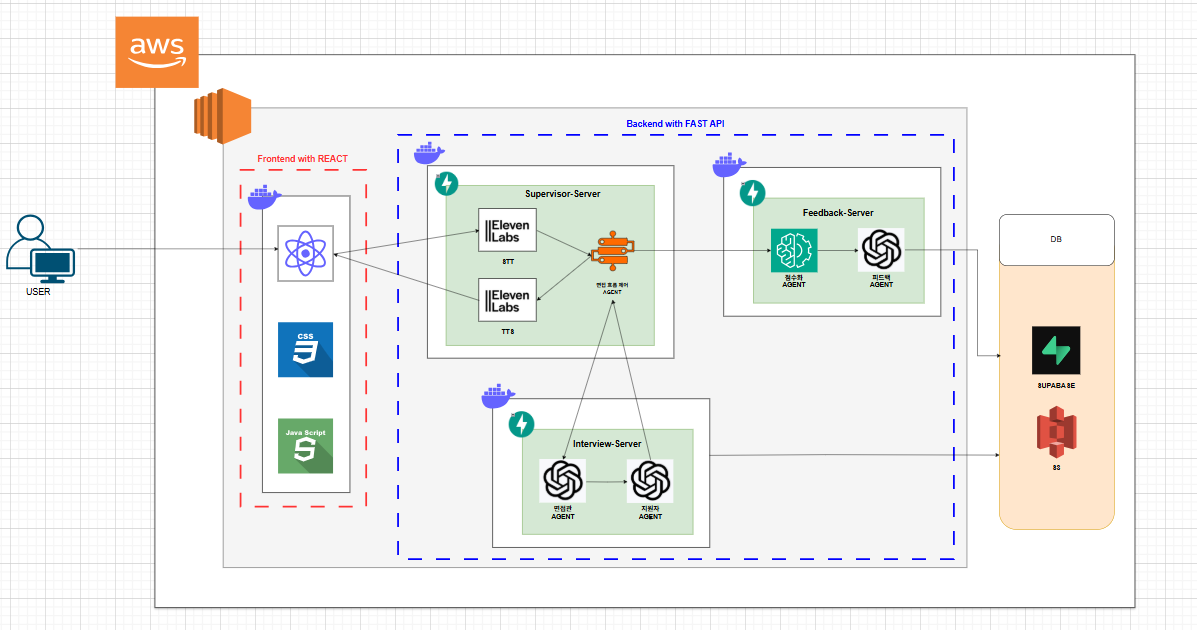 aws
Backend with FAST API
Frontend with REACT
Supervisor-Server
Feedback-Server
||Eleven
Labs
STT
면접 흐름 제어
AGENT
||Eleven
Labs
TTS
점수화
AGENT
피드백
AGENT
DB
USER
CSS
3
Java Script
SUPABASE
S3
Interview-Server
면접관
AGENT
지원자
AGENT